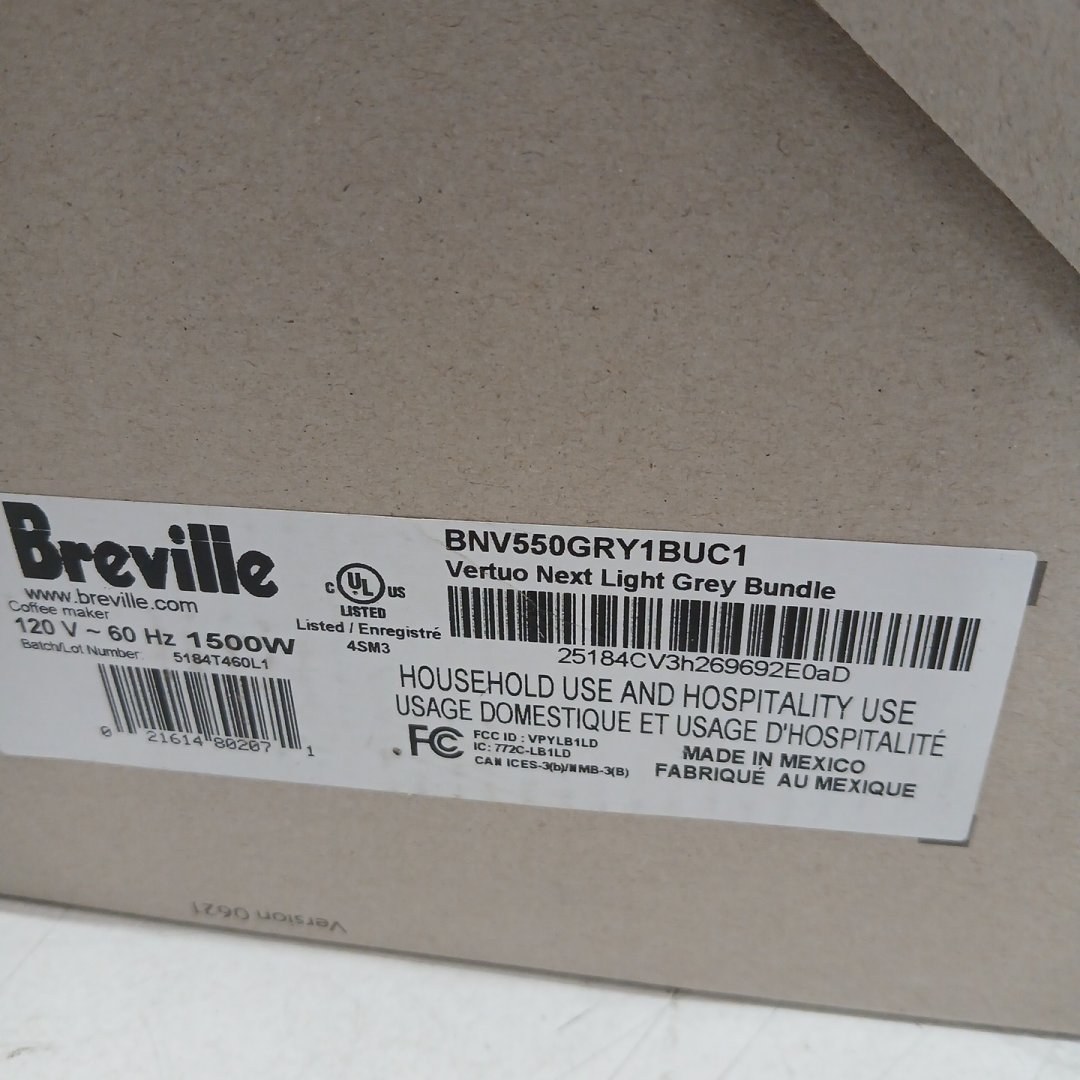 Breville
www.breville.com
Coffee maker
120 V ~ 60 Hz 1500W
Batch/Lot Number 5184T460L1
0 21614 80207 1
C UL US
LISTED
Listed / Enregistré
4SM3
BNV550GRY1BUC1
Vertuo Next Light Grey Bundle
25184CV3h269692E0aD
HOUSEHOLD USE AND HOSPITALITY USE
USAGE DOMESTIQUE ET USAGE D'HOSPITALITÉ
FC
FCC ID : VPYLB1LD
IC: 772C-LB1LD
CAN ICES-3(b)/NMB-3(B)
MADE IN MEXICO
FABRIQUÉ AU MEXIQUE
Version 0621